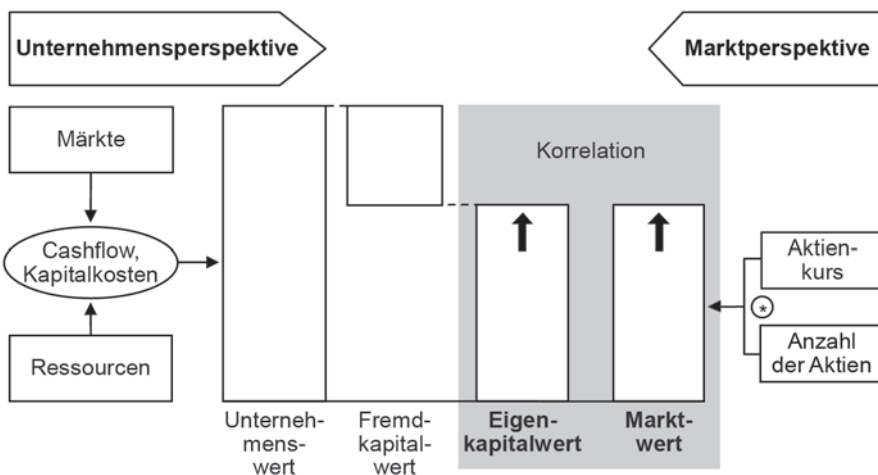 Unternehmensperspektive
Marktperspektive
Märkte
Cashflow,
Kapitalkosten
Ressourcen
Korrelation
Aktien-
kurs
*
Anzahl
der Aktien
Unterneh-
mens-
wert
Fremd-
kapital-
wert
Eigen-
kapitalwert
Markt-
wert